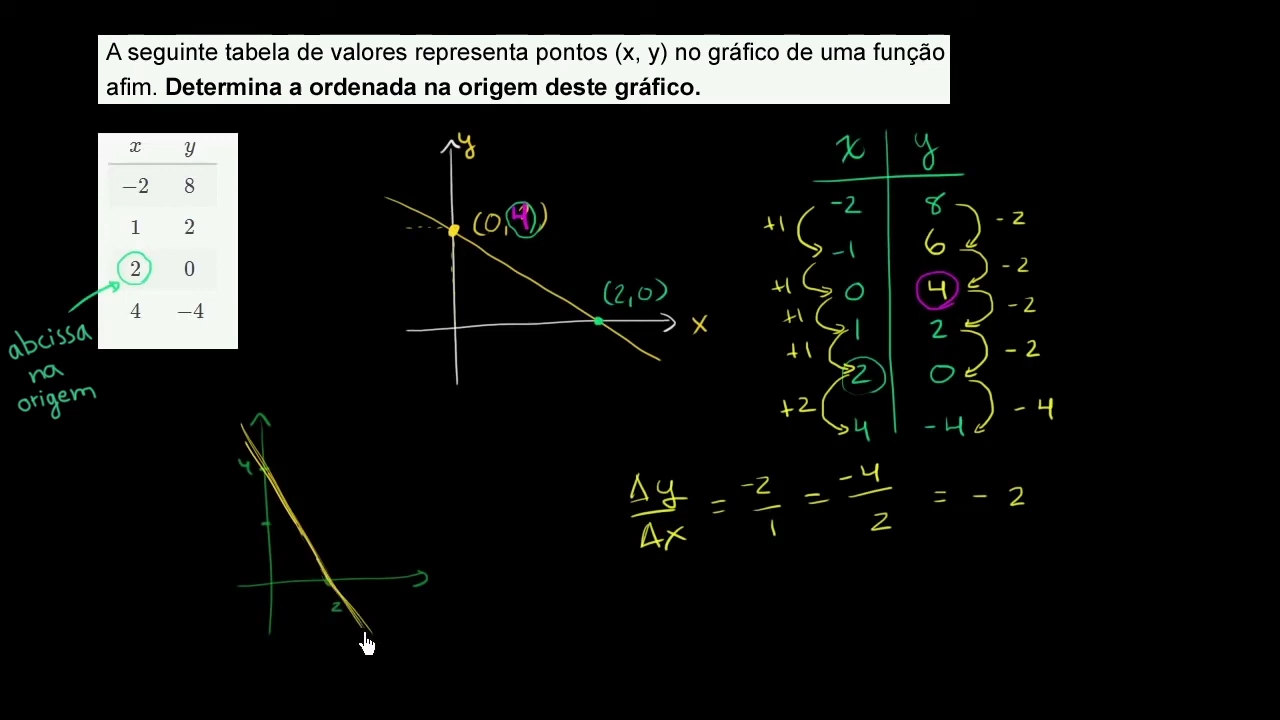 A seguinte tabela de valores representa pontos (x, y) no gráfico de uma função
afim. Determina a ordenada na origem deste gráfico.
x y
−2 8
1 2
2 0
4 −4
abcissa
na
origem
y
(0,4)
(2,0)
x
x y
-2 8
+1 -2
-1 6
+1 -2
0 4
+1 -2
1 2
+1 -2
2 0
+2 -4
4 -4
Δy/Δx = -2/1 = -4/2 = -2
4
2